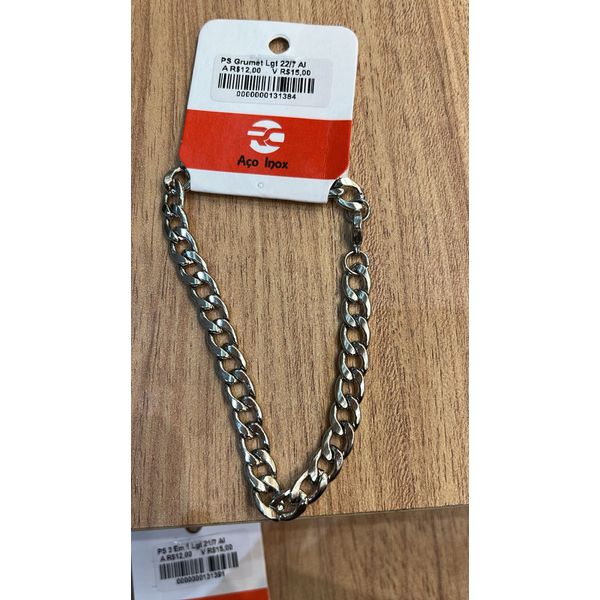 PS Grumet Lgt 22/7 Al
A R$12,00 V R$15,00
0000000131384
Aço Inox
PS 3 Em 1 Lgt 21/7 Al
A R$12,00 V R$15,00
0000000131391